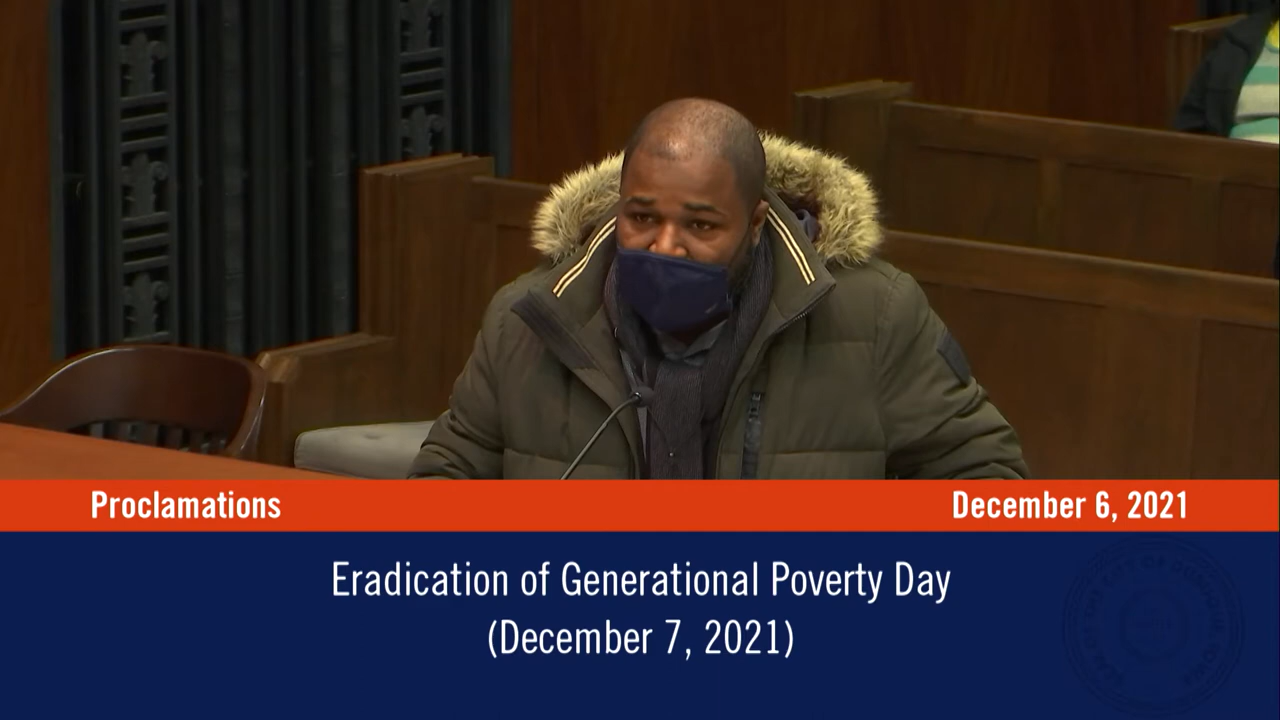 Proclamations
December 6, 2021
Eradication of Generational Poverty Day
(December 7, 2021)